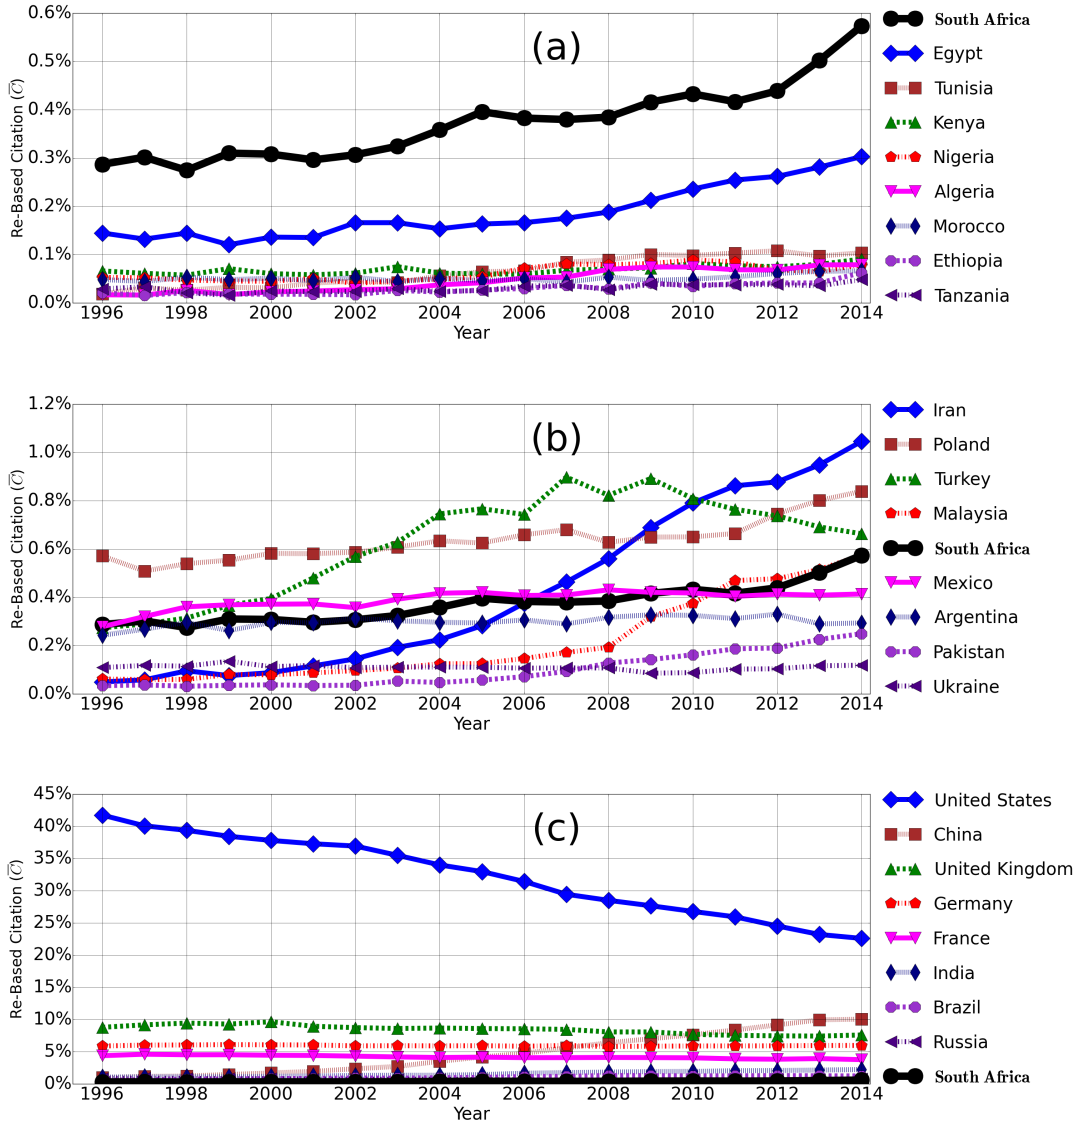 (a)
Re-Based Citation (C̅)
0.6%
0.5%
0.4%
0.3%
0.2%
0.1%
0.0%
1996 1998 2000 2002 2004 2006 2008 2010 2012 2014
Year
South Africa
Egypt
Tunisia
Kenya
Nigeria
Algeria
Morocco
Ethiopia
Tanzania
(b)
Re-Based Citation (C̅)
1.2%
1.0%
0.8%
0.6%
0.4%
0.2%
0.0%
1996 1998 2000 2002 2004 2006 2008 2010 2012 2014
Year
Iran
Poland
Turkey
Malaysia
South Africa
Mexico
Argentina
Pakistan
Ukraine
(c)
Re-Based Citation (C̅)
45%
40%
35%
30%
25%
20%
15%
10%
5%
0%
1996 1998 2000 2002 2004 2006 2008 2010 2012 2014
Year
United States
China
United Kingdom
Germany
France
India
Brazil
Russia
South Africa